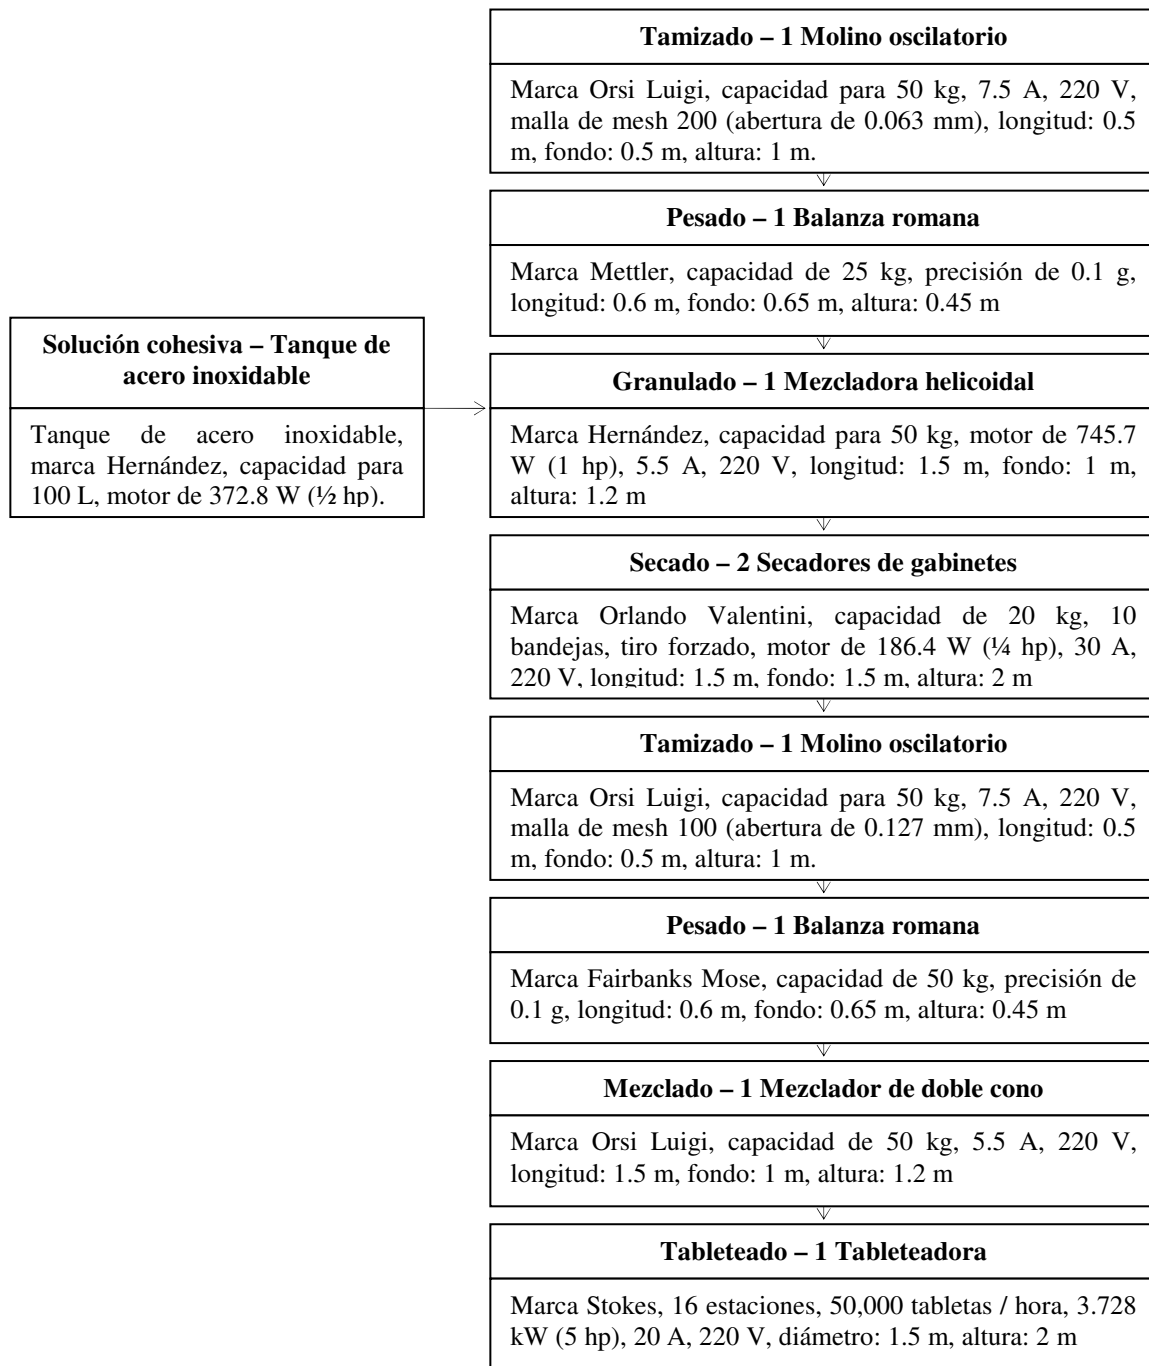 Tamizado – 1 Molino oscilatorio
Marca Orsi Luigi, capacidad para 50 kg, 7.5 A, 220 V,
malla de mesh 200 (abertura de 0.063 mm), longitud: 0.5
m, fondo: 0.5 m, altura: 1 m.
Pesado – 1 Balanza romana
Marca Mettler, capacidad de 25 kg, precisión de 0.1 g,
longitud: 0.6 m, fondo: 0.65 m, altura: 0.45 m
Solución cohesiva – Tanque de
acero inoxidable
Tanque de acero inoxidable,
marca Hernández, capacidad para
100 L, motor de 372.8 W (½ hp).
Granulado – 1 Mezcladora helicoidal
Marca Hernández, capacidad para 50 kg, motor de 745.7
W (1 hp), 5.5 A, 220 V, longitud: 1.5 m, fondo: 1 m,
altura: 1.2 m
Secado – 2 Secadores de gabinetes
Marca Orlando Valentini, capacidad de 20 kg, 10
bandejas, tiro forzado, motor de 186.4 W (¼ hp), 30 A,
220 V, longitud: 1.5 m, fondo: 1.5 m, altura: 2 m
Tamizado – 1 Molino oscilatorio
Marca Orsi Luigi, capacidad para 50 kg, 7.5 A, 220 V,
malla de mesh 100 (abertura de 0.127 mm), longitud: 0.5
m, fondo: 0.5 m, altura: 1 m.
Pesado – 1 Balanza romana
Marca Fairbanks Mose, capacidad de 50 kg, precisión de
0.1 g, longitud: 0.6 m, fondo: 0.65 m, altura: 0.45 m
Mezclado – 1 Mezclador de doble cono
Marca Orsi Luigi, capacidad de 50 kg, 5.5 A, 220 V,
longitud: 1.5 m, fondo: 1 m, altura: 1.2 m
Tableteado – 1 Tableteadora
Marca Stokes, 16 estaciones, 50,000 tabletas / hora, 3.728
kW (5 hp), 20 A, 220 V, diámetro: 1.5 m, altura: 2 m